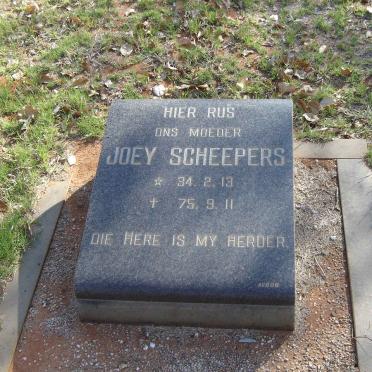 HIER RUS
ONS MOEDER
JOEY SCHEEPERS
* 34. 2. 13
† 75. 9. 11
DIE HERE IS MY HERDER.